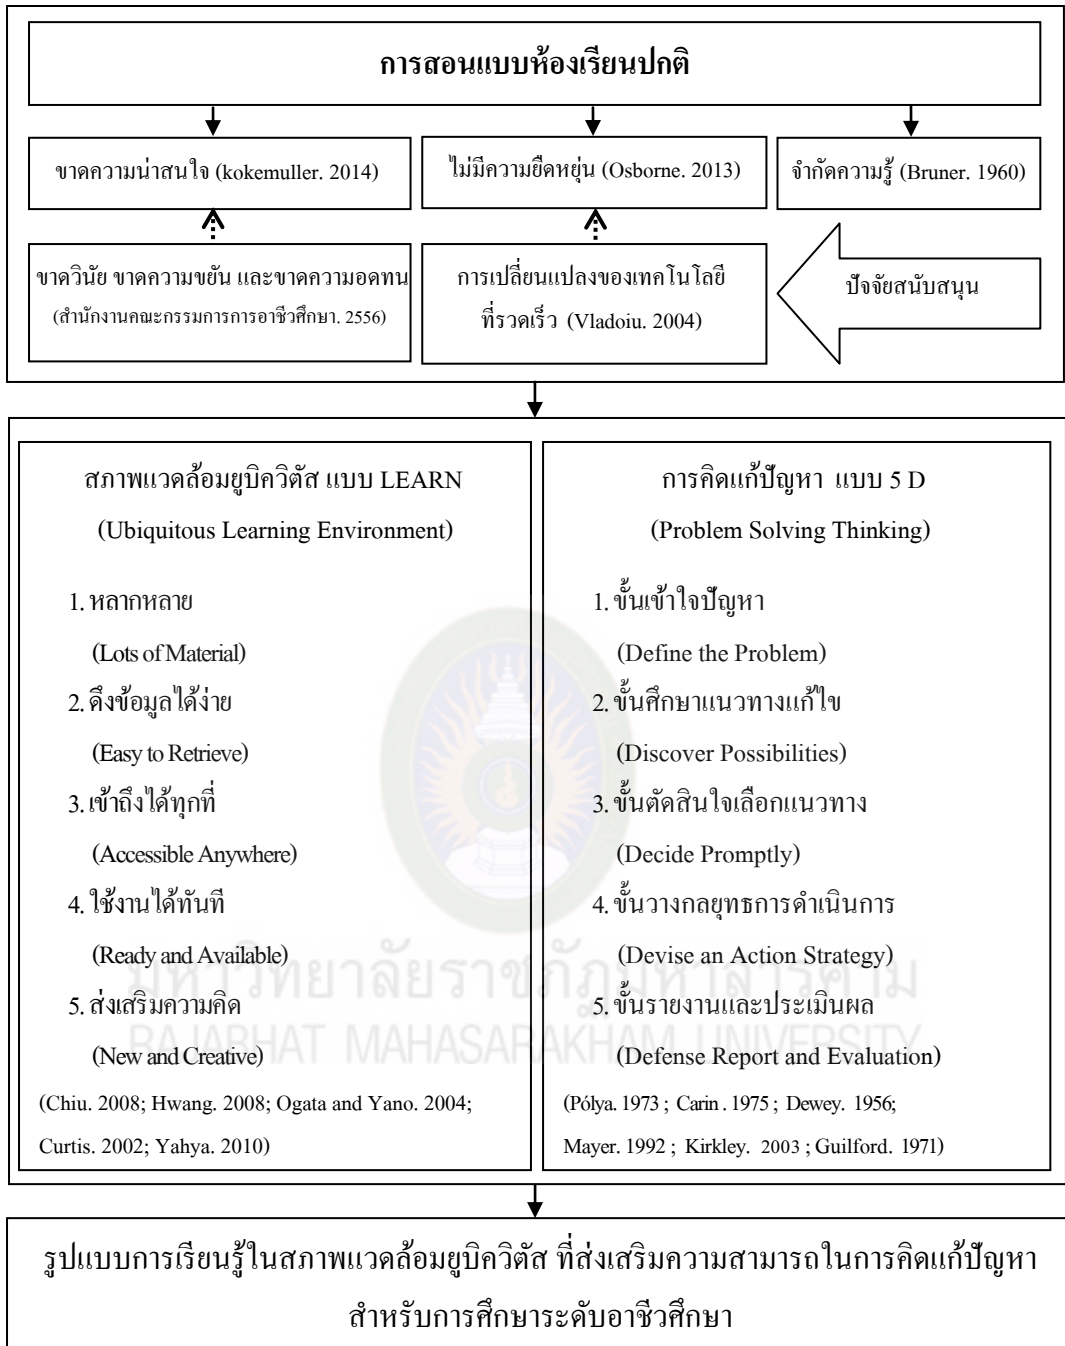 การสอนแบบห้องเรียนปกติ
ขาดความน่าสนใจ (kokemuller. 2014)
ไม่มีความยืดหยุ่น (Osborne. 2013)
จำกัดความรู้ (Bruner. 1960)
ขาดวินัย ขาดความขยัน และขาดความอดทน
(สำนักงานคณะกรรมการการอาชีวศึกษา. 2556)
การเปลี่ยนแปลงของเทคโนโลยี
ที่รวดเร็ว (Vladoiu. 2004)
ปัจจัยสนับสนุน
สภาพแวดล้อมยูบิควิตัส แบบ LEARN
(Ubiquitous Learning Environment)
1. หลากหลาย
(Lots of Material)
2. ดึงข้อมูลได้ง่าย
(Easy to Retrieve)
3. เข้าถึงได้ทุกที่
(Accessible Anywhere)
4. ใช้งานได้ทันที
(Ready and Available)
5. ส่งเสริมความคิด
(New and Creative)
(Chiu. 2008; Hwang. 2008; Ogata and Yano. 2004;
Curtis. 2002; Yahya. 2010)
การคิดแก้ปัญหา แบบ 5 D
(Problem Solving Thinking)
1. ขั้นเข้าใจปัญหา
(Define the Problem)
2. ขั้นศึกษาแนวทางแก้ไข
(Discover Possibilities)
3. ขั้นตัดสินใจเลือกแนวทาง
(Decide Promptly)
4. ขั้นวางกลยุทธการดำเนินการ
(Devise an Action Strategy)
5. ขั้นรายงานและประเมินผล
(Defense Report and Evaluation)
(Pólya. 1973 ; Carin . 1975 ; Dewey. 1956;
Mayer. 1992 ; Kirkley. 2003 ; Guilford. 1971)
มหาวิทยาลัยราชภัฏมหาสารคาม
RAJABHAT MAHASARAKHAM UNIVERSITY
รูปแบบการเรียนรู้ในสภาพแวดล้อมยูบิควิตัส ที่ส่งเสริมความสามารถในการคิดแก้ปัญหา
สำหรับการศึกษาระดับอาชีวศึกษา